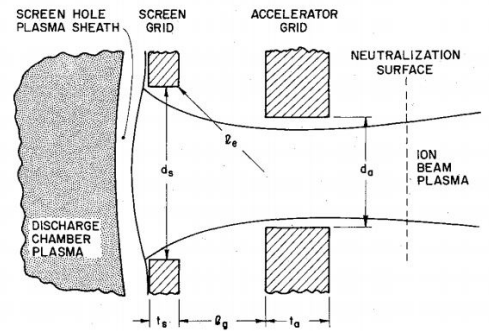 SCREEN HOLE
PLASMA SHEATH
SCREEN
GRID
ACCELERATOR
GRID
NEUTRALIZATION
SURFACE
ℓe
ds
da
ION
BEAM
PLASMA
DISCHARGE
CHAMBER
PLASMA
ts
ℓg
ta